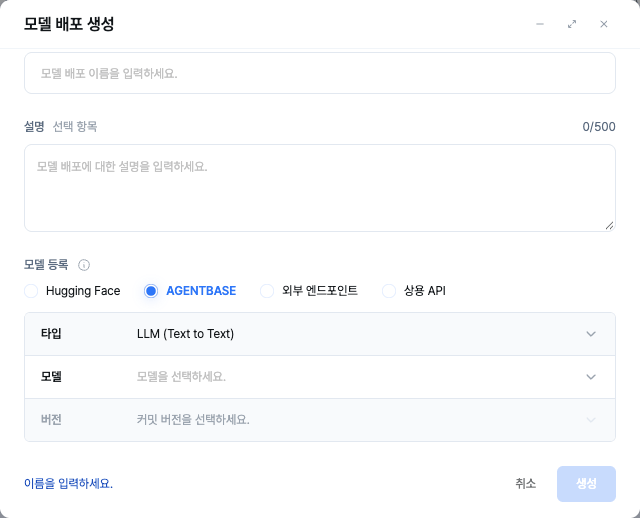 모델 배포 생성
모델 배포 이름을 입력하세요.
설명 선택 항목 0/500
모델 배포에 대한 설명을 입력하세요.
모델 등록
Hugging Face AGENTBASE 외부 엔드포인트 상용 API
타입 LLM (Text to Text)
모델 모델을 선택하세요.
버전 커밋 버전을 선택하세요.
이름을 입력하세요. 취소 생성